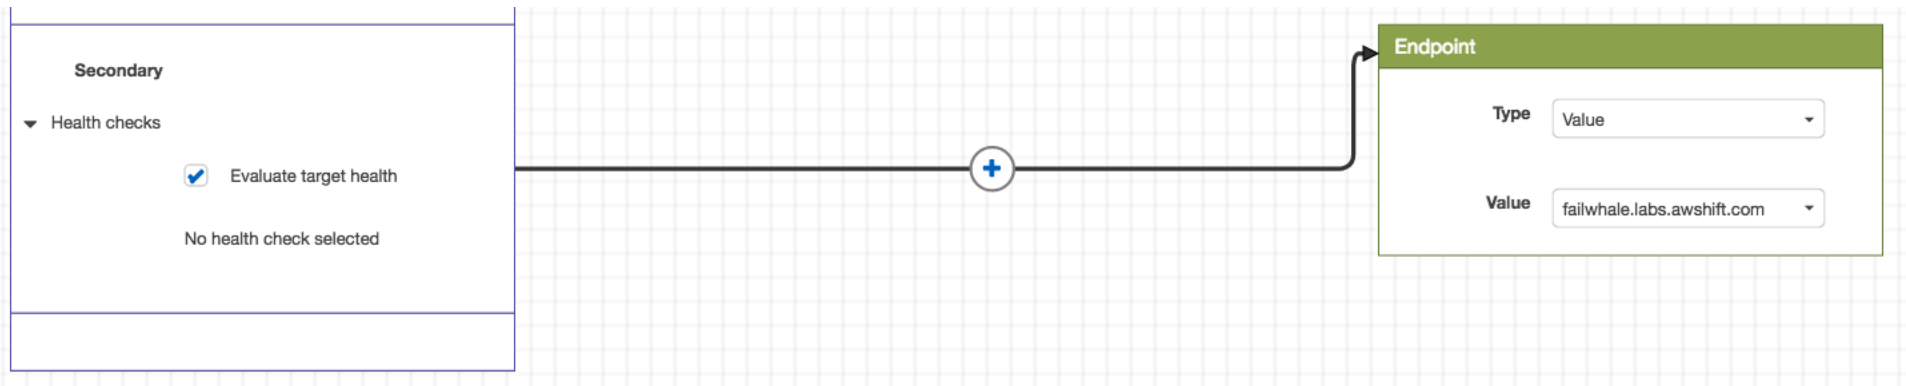 Secondary
Health checks
Evaluate target health
No health check selected
Endpoint
Type Value
Value failwhale.labs.awshift.com